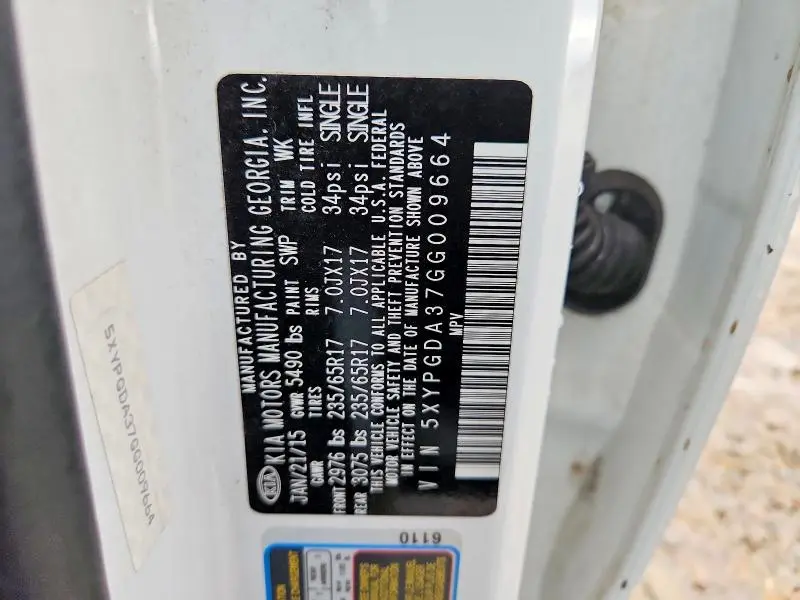 MANUFACTURED BY
KIA MOTORS MANUFACTURING GEORGIA, INC.
KIA
JAN/21/15 GVWR 5490 lbs PAINT SWP TRIM WK
GAWR TIRES RIMS COLD TIRE INFL
FRONT 2976 lbs 235/65R17 7.0JX17 34psi SINGLE
REAR 3075 lbs 235/65R17 7.0JX17 34psi SINGLE
THIS VEHICLE CONFORMS TO ALL APPLICABLE U.S.A. FEDERAL
MOTOR VEHICLE SAFETY AND THEFT PREVENTION STANDARDS
IN EFFECT ON THE DATE OF MANUFACTURE SHOWN ABOVE
VIN 5XYPGDA37GG009664
MPV
5XYPGDA37GG009664
6110